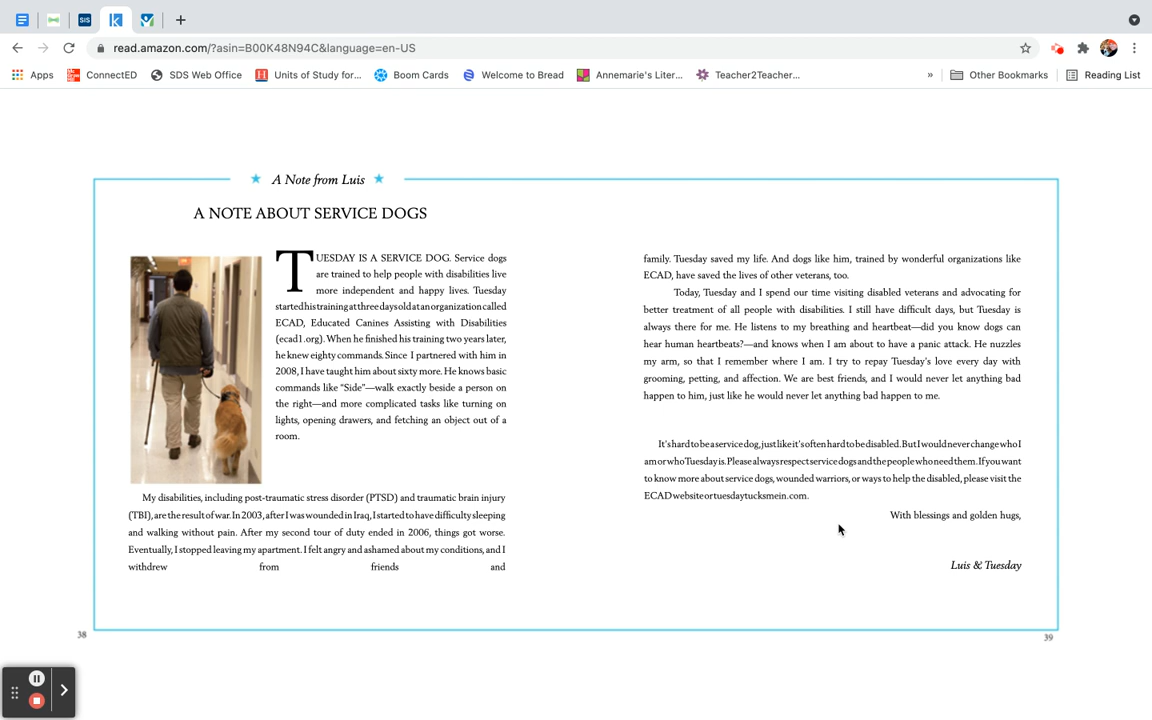 SIS
read.amazon.com/?asin=B00K48N94C&language=en-US
Apps ConnectED SDS Web Office Units of Study for... Boom Cards Welcome to Bread Annemarie's Liter... Teacher2Teacher... » Other Bookmarks Reading List
A Note from Luis
A NOTE ABOUT SERVICE DOGS
TUESDAY IS A SERVICE DOG. Service dogs
are trained to help people with disabilities live
more independent and happy lives. Tuesday
started his training at three days old at an organization called
ECAD, Educated Canines Assisting with Disabilities
(ecad1.org). When he finished his training two years later,
he knew eighty commands. Since I partnered with him in
2008, I have taught him about sixty more. He knows basic
commands like “Side”—walk exactly beside a person on
the right—and more complicated tasks like turning on
lights, opening drawers, and fetching an object out of a
room.
My disabilities, including post-traumatic stress disorder (PTSD) and traumatic brain injury
(TBI), are the result of war. In 2003, after I was wounded in Iraq, I started to have difficulty sleeping
and walking without pain. After my second tour of duty ended in 2006, things got worse.
Eventually, I stopped leaving my apartment. I felt angry and ashamed about my conditions, and I
withdrew from friends and
38
family. Tuesday saved my life. And dogs like him, trained by wonderful organizations like
ECAD, have saved the lives of other veterans, too.
Today, Tuesday and I spend our time visiting disabled veterans and advocating for
better treatment of all people with disabilities. I still have difficult days, but Tuesday is
always there for me. He listens to my breathing and heartbeat—did you know dogs can
hear human heartbeats?—and knows when I am about to have a panic attack. He nuzzles
my arm, so that I remember where I am. I try to repay Tuesday's love every day with
grooming, petting, and affection. We are best friends, and I would never let anything bad
happen to him, just like he would never let anything bad happen to me.
It's hard to be a service dog, just like it's often hard to be disabled. But I would never change who I
am or who Tuesday is. Please always respect service dogs and the people who need them. If you want
to know more about service dogs, wounded warriors, or ways to help the disabled, please visit the
ECAD website or tuesdaytucksmein.com.
With blessings and golden hugs,
Luis & Tuesday
39